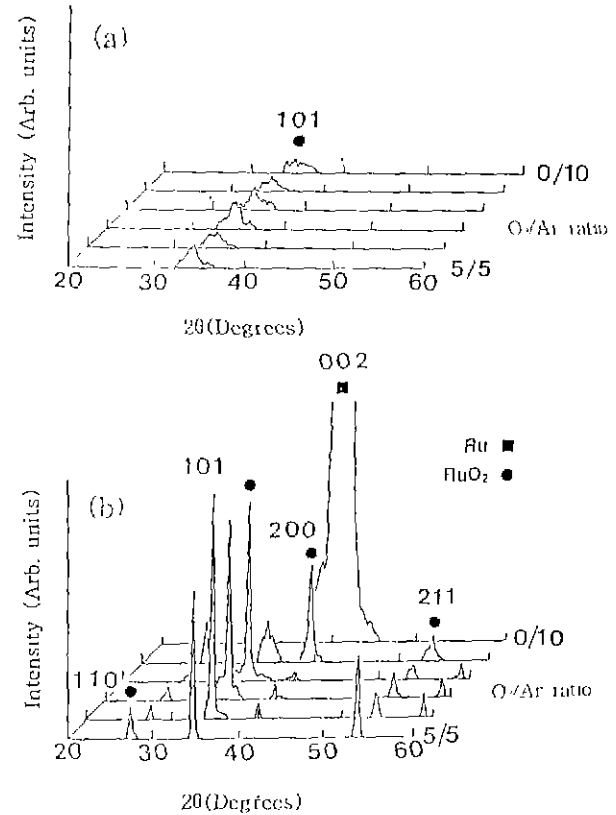 (a)
Intensity (Arb. units)
101
0/10
O₂/Ar ratio
5/5
20 30 40 50 60
2θ(Degrees)
002
Ru ■
RuO₂ ●
101
(b)
Intensity (Arb. units)
200
211
110
0/10
O₂/Ar ratio
5/5
20 30 40 50 60
2θ(Degrees)